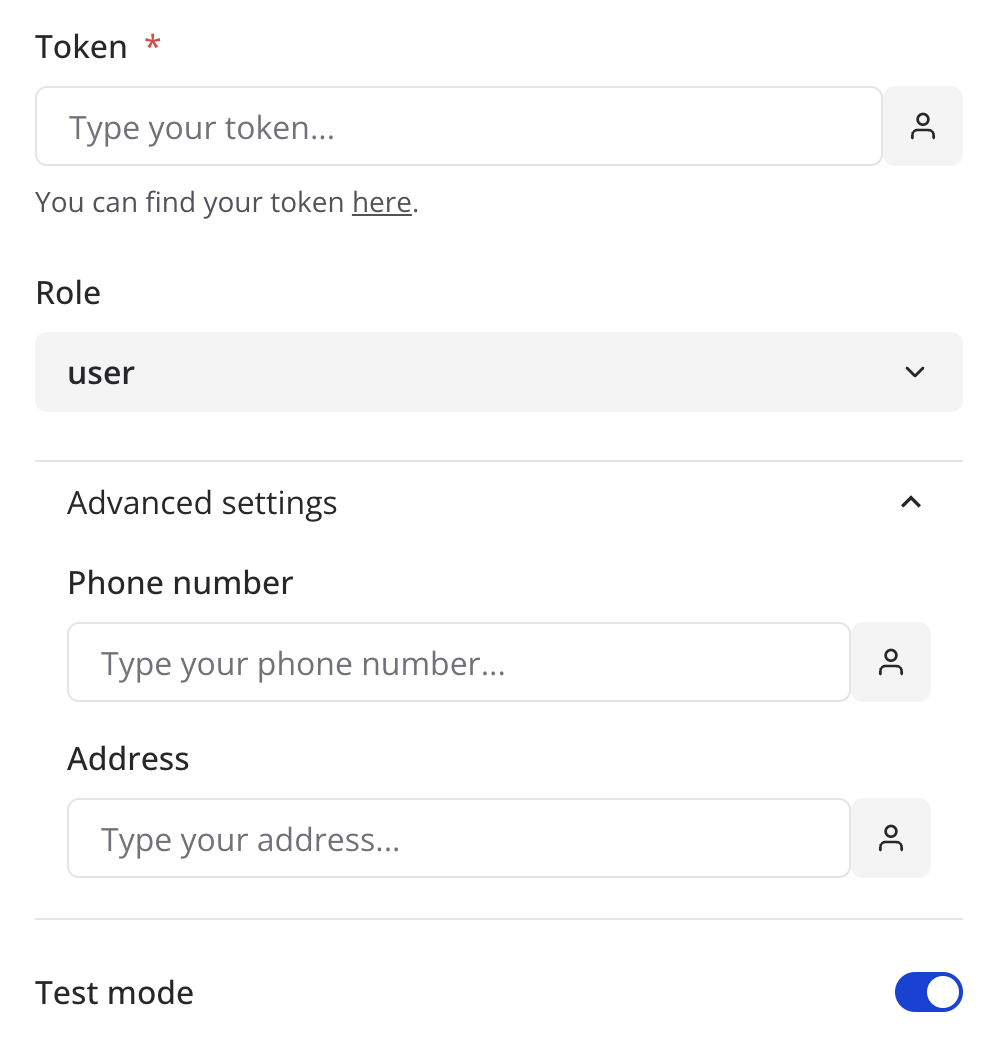 Token *
Type your token...
You can find your token here.
Role
user
Advanced settings
Phone number
Type your phone number...
Address
Type your address...
Test mode